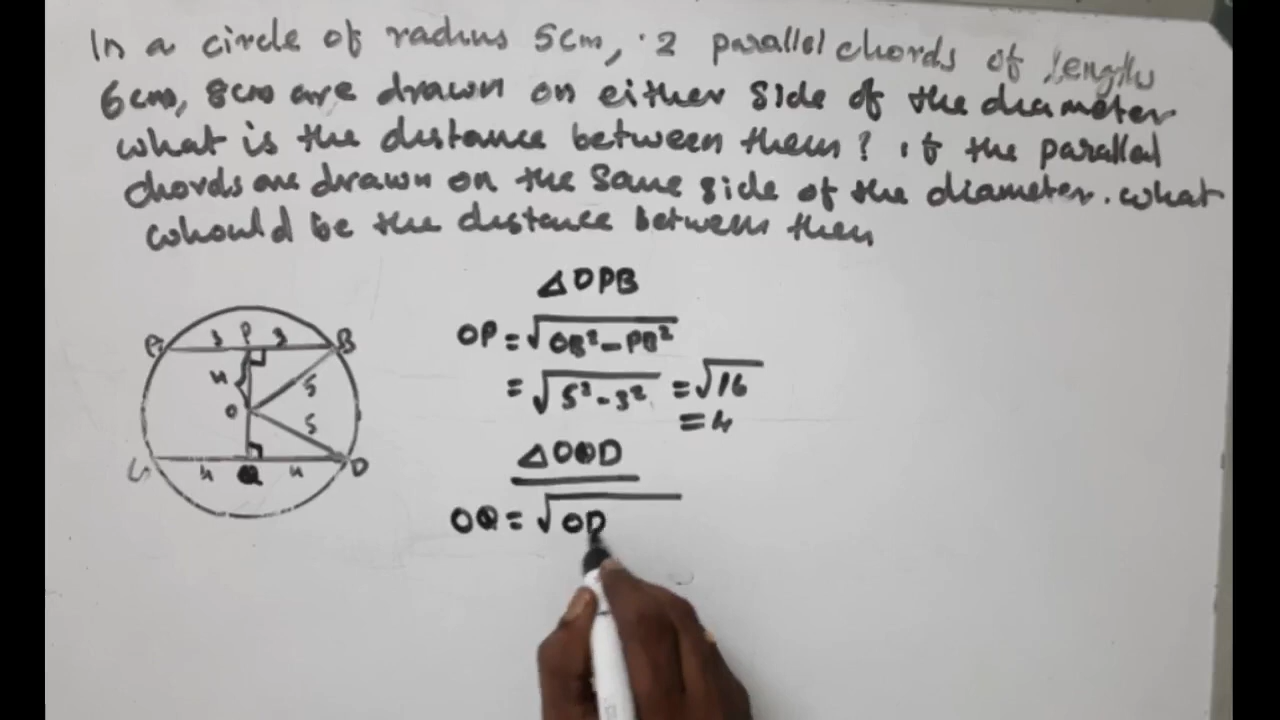 In a circle of radius 5cm, 2 parallel chords of lengths
6cm, 8cm are drawn on either side of the diameter
what is the distance between them? if the parallel
chords are drawn on the same side of the diameter. what
whould be the distance between them
△OPB
OP = √OB² - PB²
= √5² - 3² = √16
= 4
△OQD
OQ = √OD
A 3 P 3 B
4 5
O 5
C 4 Q 4 D